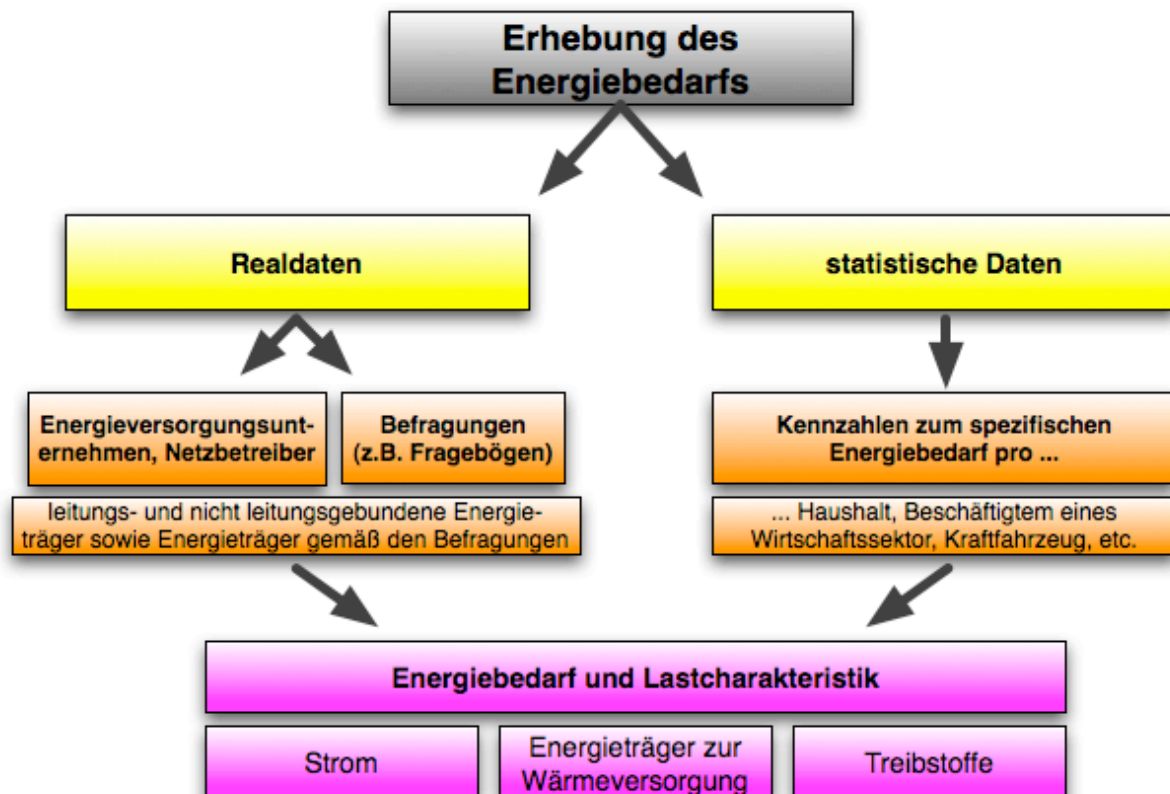 Erhebung des
Energiebedarfs
Realdaten
statistische Daten
Energieversorgungsunt-
ernehmen, Netzbetreiber
Befragungen
(z.B. Fragebögen)
Kennzahlen zum spezifischen
Energiebedarf pro ...
leitungs- und nicht leitungsgebundene Energie-
träger sowie Energieträger gemäß den Befragungen
... Haushalt, Beschäftigtem eines
Wirtschaftssektor, Kraftfahrzeug, etc.
Energiebedarf und Lastcharakteristik
Strom
Energieträger zur
Wärmeversorgung
Treibstoffe